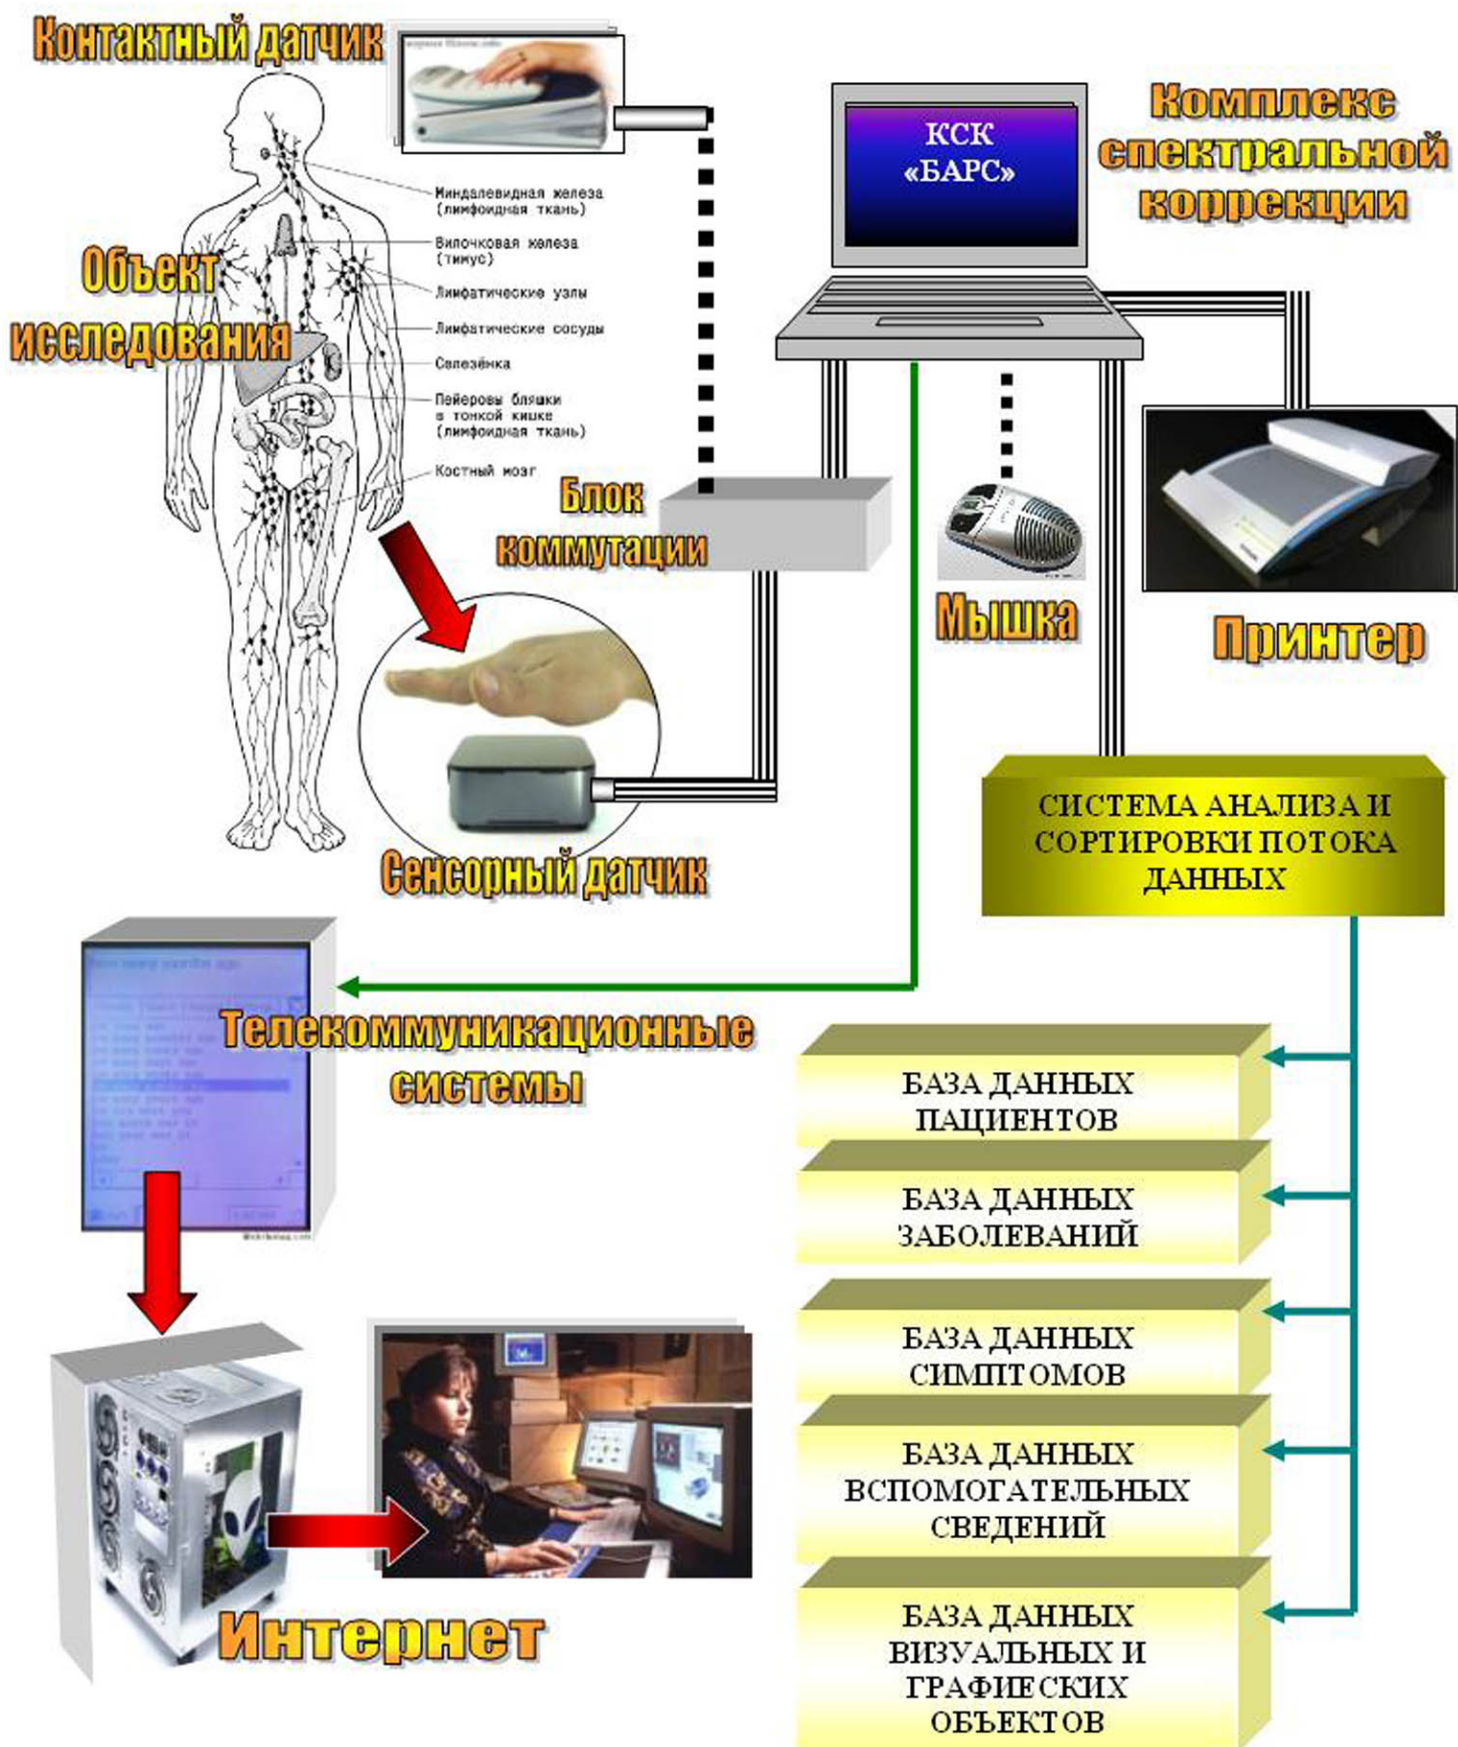 Контактный датчик
Миндалевидная железа
(лимфоидная ткань)
Вилочковая железа
(тимус)
Лимфатические узлы
Лимфатические сосуды
Селезёнка
Пейеровы бляшки
в тонкой кишке
(лимфоидная ткань)
Костный мозг
Объект
исследования
КСК
«БАРС»
Комплекс
спектральной
коррекции
Блок
коммутации
Мышка
Принтер
Сенсорный датчик
СИСТЕМА АНАЛИЗА И
СОРТИРОВКИ ПОТОКА
ДАННЫХ
Телекоммуникационные
системы
БАЗА ДАННЫХ
ПАЦИЕНТОВ
БАЗА ДАННЫХ
ЗАБОЛЕВАНИЙ
БАЗА ДАННЫХ
СИМПТОМОВ
БАЗА ДАННЫХ
ВСПОМОГАТЕЛЬНЫХ
СВЕДЕНИЙ
БАЗА ДАННЫХ
ВИЗУАЛЬНЫХ И
ГРАФИЕСКИХ
ОБЪЕКТОВ
Интернет